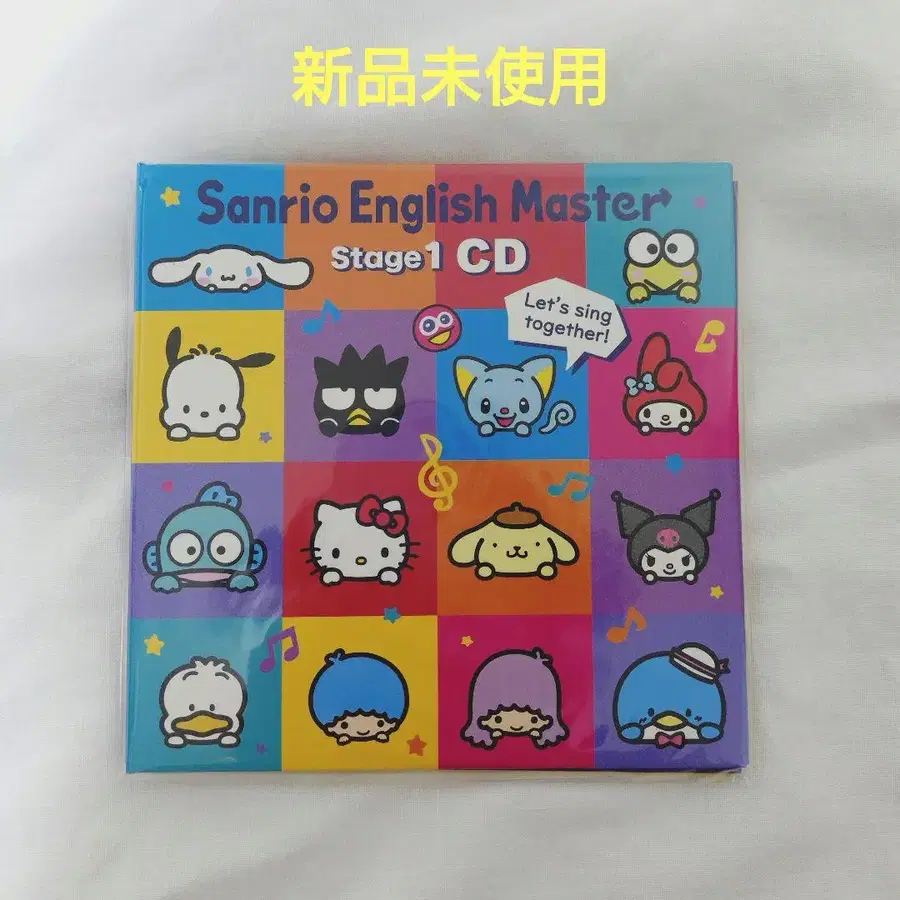 新品未使用
Sanrio English Master
Stage1 CD
Let's sing
together!